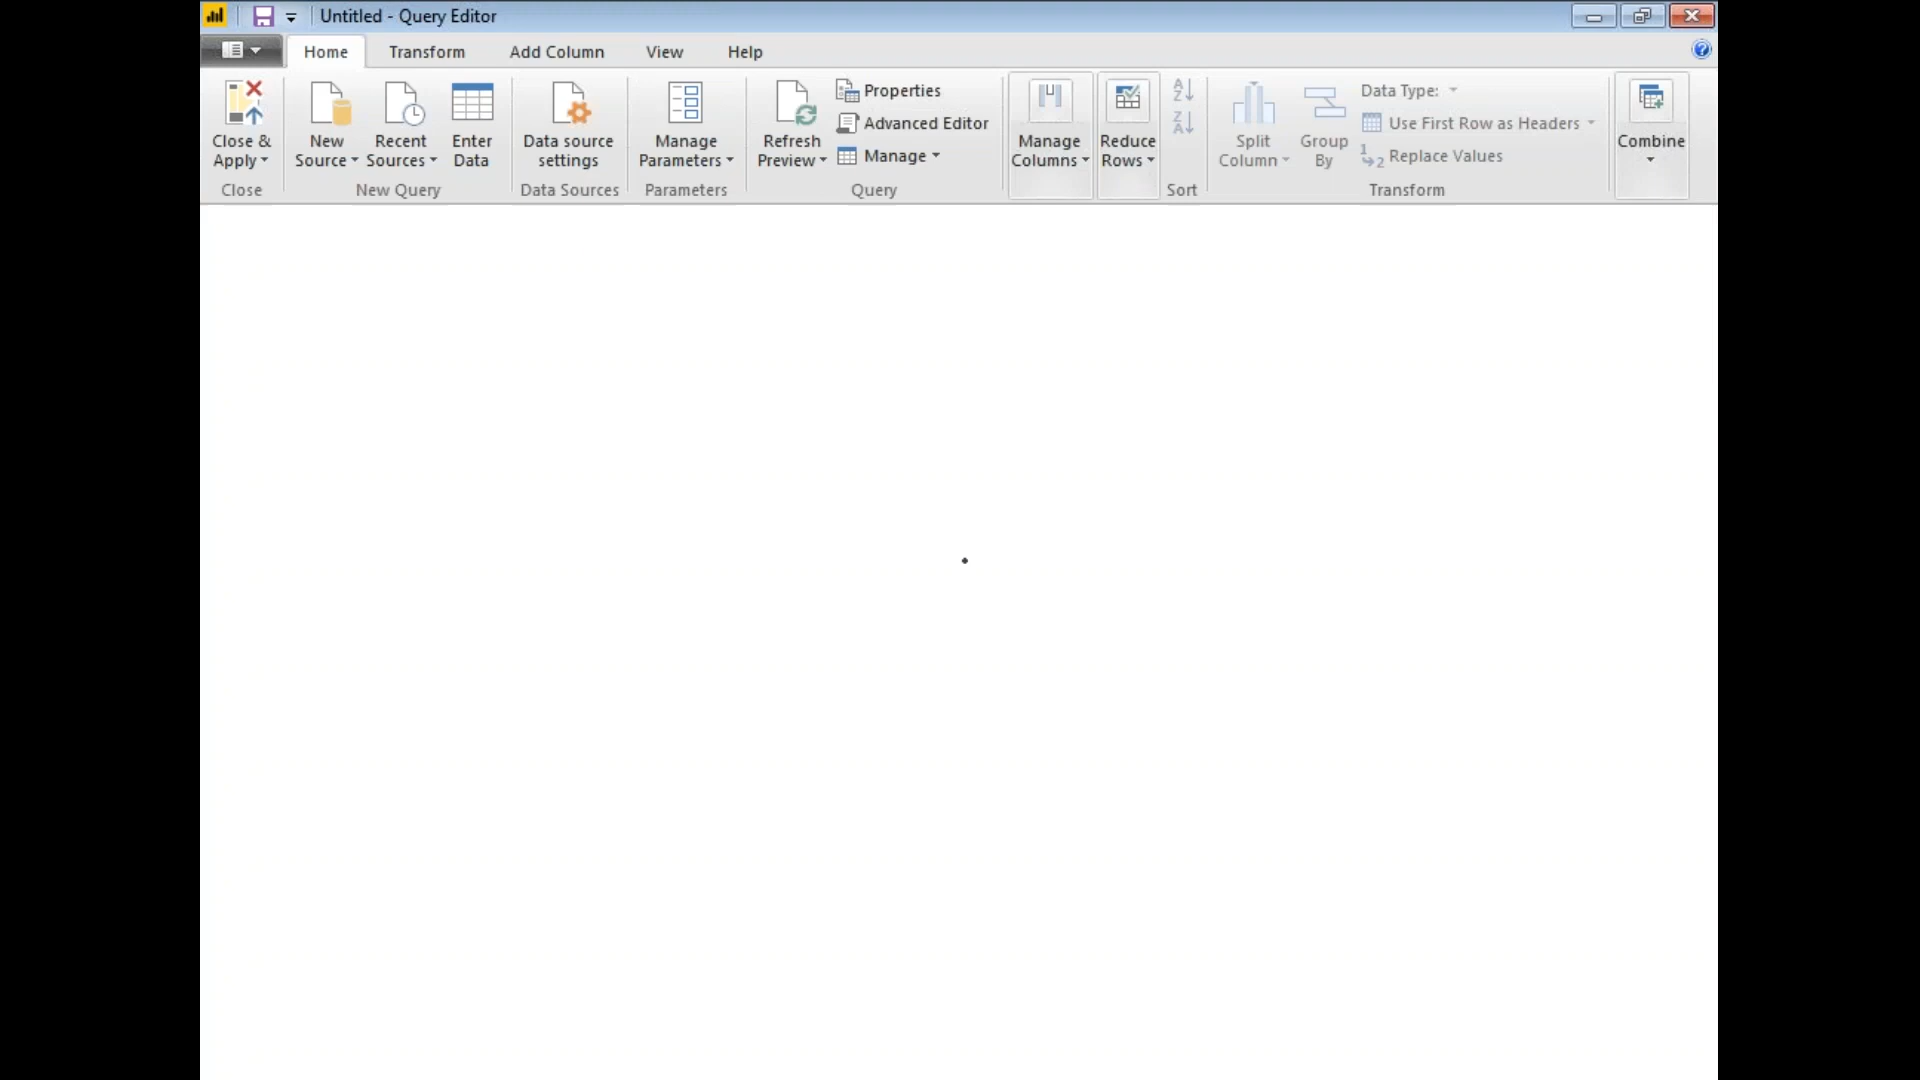 Untitled - Query Editor
Home Transform Add Column View Help
Close & Apply
New Source
Recent Sources
Enter Data
Data source settings
Manage Parameters
Refresh Preview
Properties
Advanced Editor
Manage
Manage Columns
Reduce Rows
A Z
Z A
Split Column
Group By
Data Type:
Use First Row as Headers
1 2 Replace Values
Combine
Close New Query Data Sources Parameters Query Sort Transform